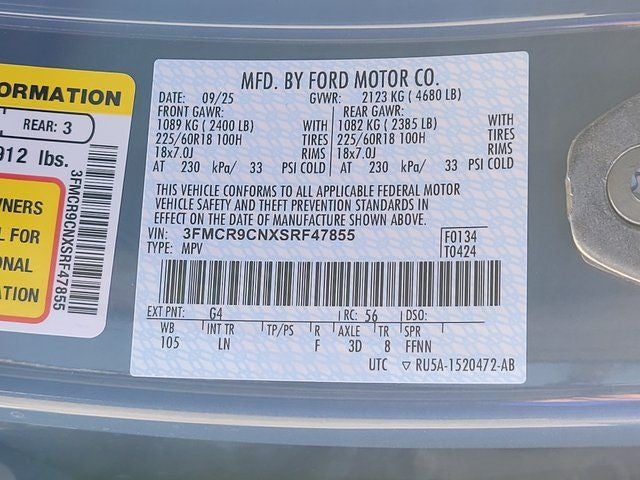 ORMATION
REAR: 3
912 lbs.
WNERS
L FOR
ONAL
ATION
3FMCR9CNXSRF47855
MFD. BY FORD MOTOR CO.
DATE: 09/25 GVWR: 2123 KG ( 4680 LB)
FRONT GAWR: REAR GAWR:
1089 KG ( 2400 LB) WITH 1082 KG ( 2385 LB) WITH
225/60R18 100H TIRES 225/60R18 100H TIRES
18x7.0J RIMS 18x7.0J RIMS
AT 230 kPa/ 33 PSI COLD AT 230 kPa/ 33 PSI COLD
THIS VEHICLE CONFORMS TO ALL APPLICABLE FEDERAL MOTOR
VEHICLE SAFETY AND THEFT PREVENTION STANDARDS IN
EFFECT ON THE DATE OF MANUFACTURE SHOWN ABOVE.
VIN: 3FMCR9CNXSRF47855 F0134
TYPE: MPV T0424
EXT PNT: G4 RC: 56 DSO:
WB INT TR TP/PS R AXLE TR SPR
105 LN F 3D 8 FFNN
UTC ▽ RU5A-1520472-AB